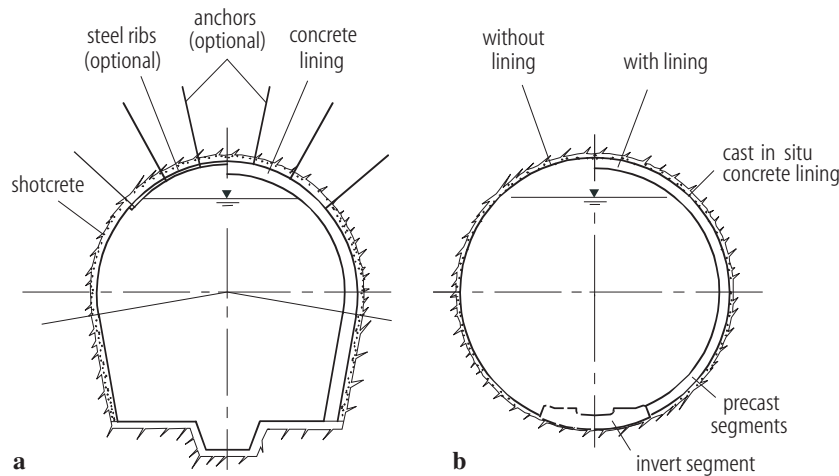 steel ribs
(optional)
anchors
(optional)
concrete
lining
shotcrete
a
without
lining
with lining
cast in situ
concrete lining
precast
segments
invert segment
b